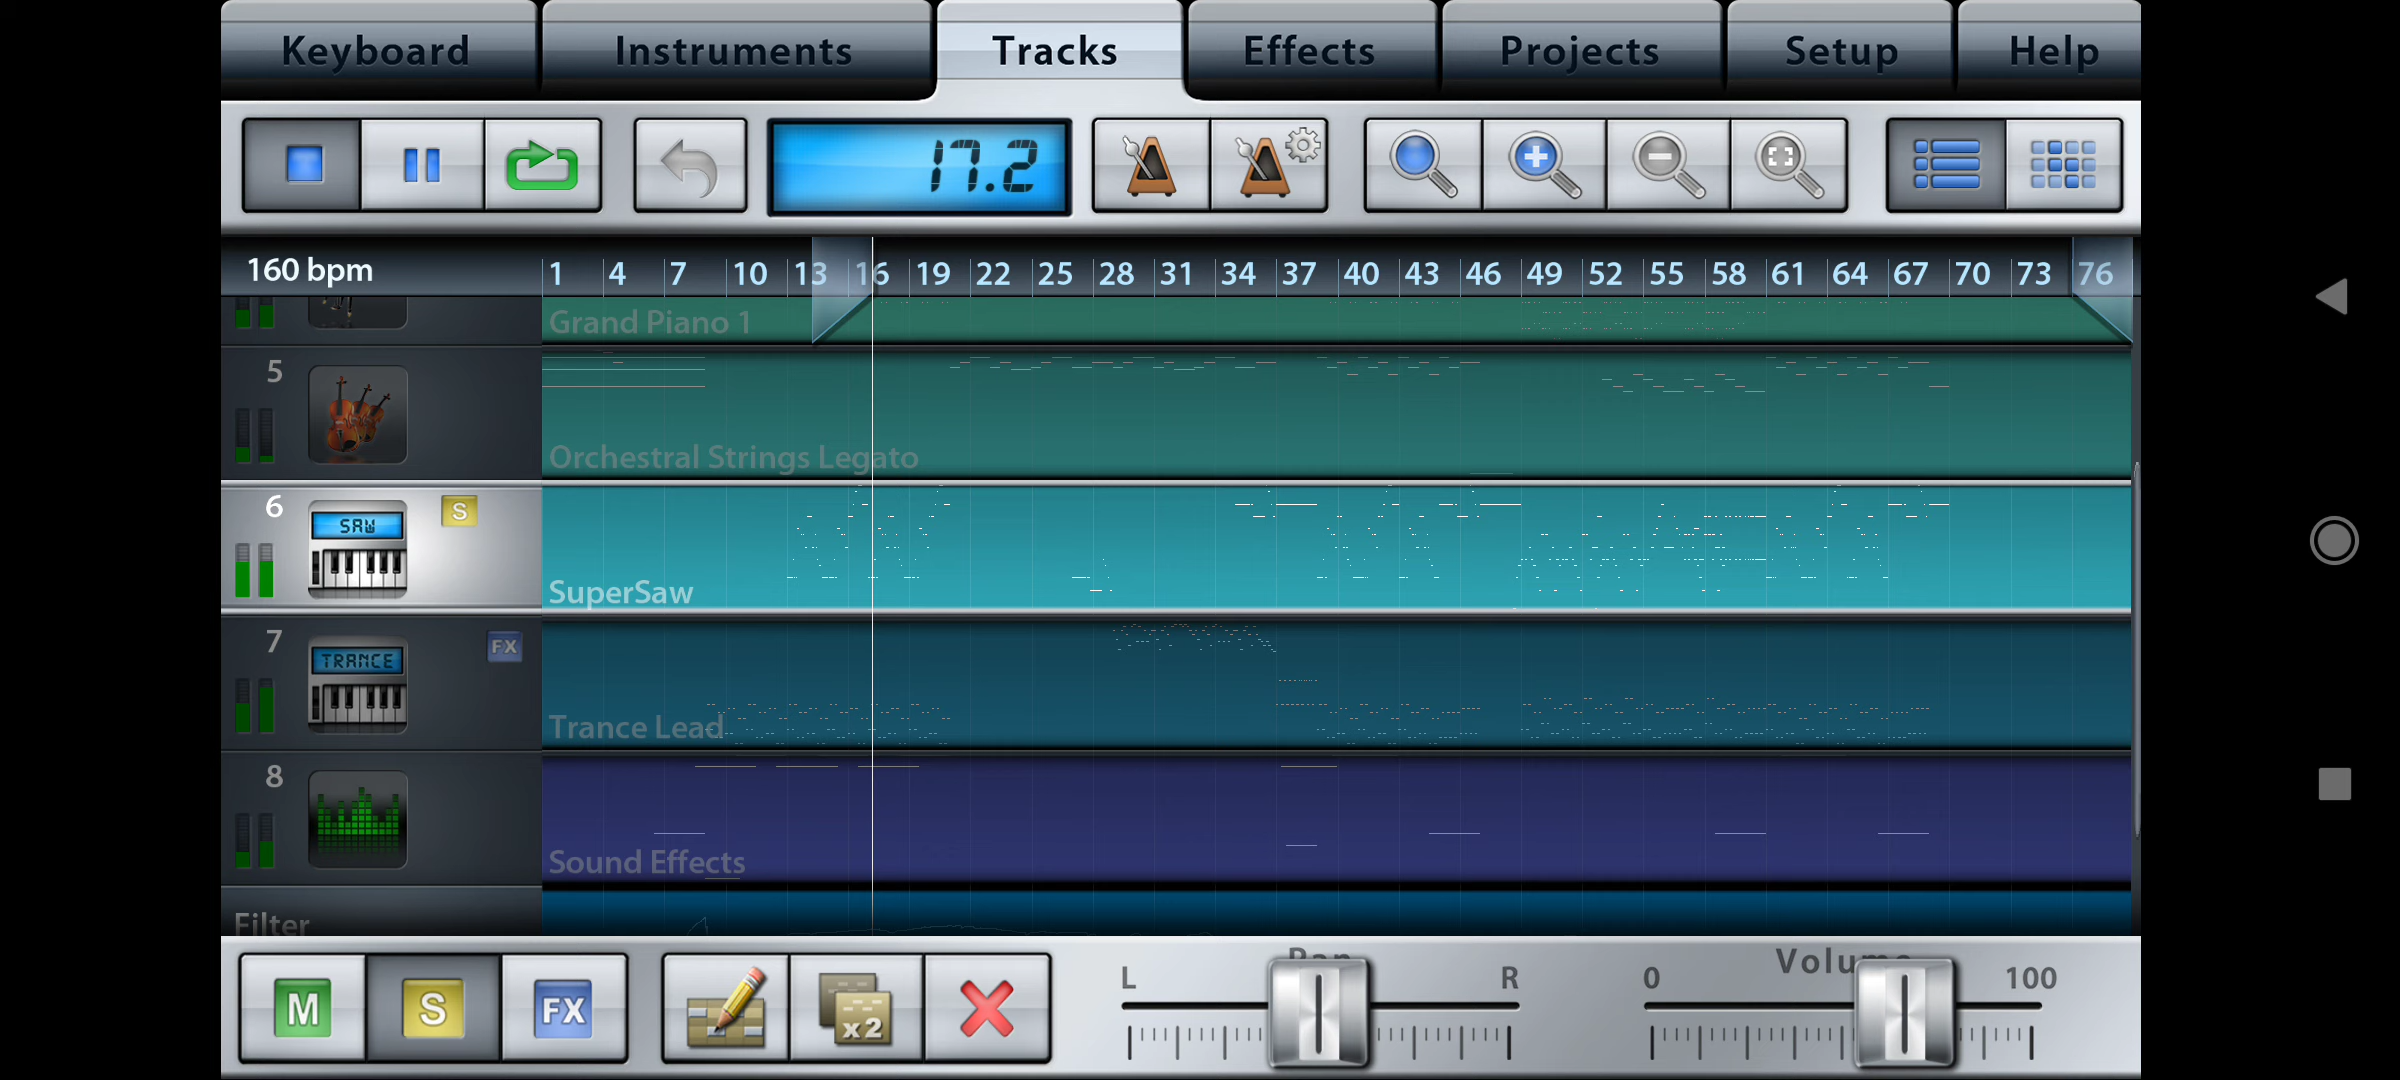 Keyboard Instruments Tracks Effects Projects Setup Help
17.2
160 bpm 1 4 7 10 13 16 19 22 25 28 31 34 37 40 43 46 49 52 55 58 61 64 67 70 73 76
Grand Piano 1
5
Orchestral Strings Legato
6 SAW S
SuperSaw
7 TRANCE FX
Trance Lead
8
Sound Effects
Filter
Pan Volume
L R 0 100
M S FX x2